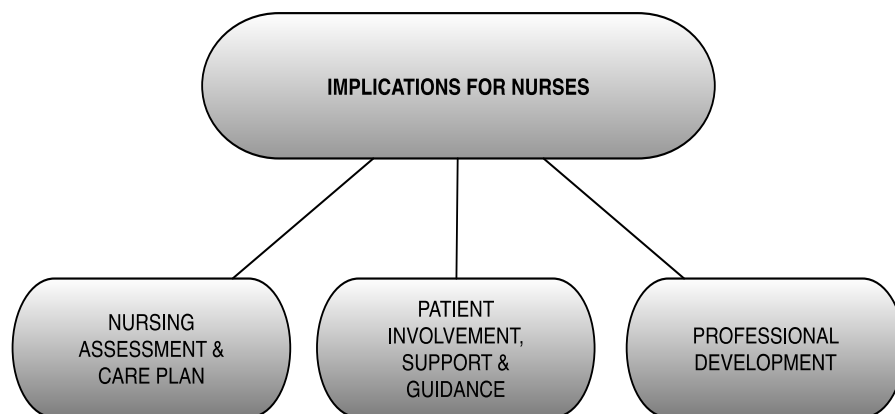 IMPLICATIONS FOR NURSES
NURSING
ASSESSMENT &
CARE PLAN
PATIENT
INVOLVEMENT,
SUPPORT &
GUIDANCE
PROFESSIONAL
DEVELOPMENT